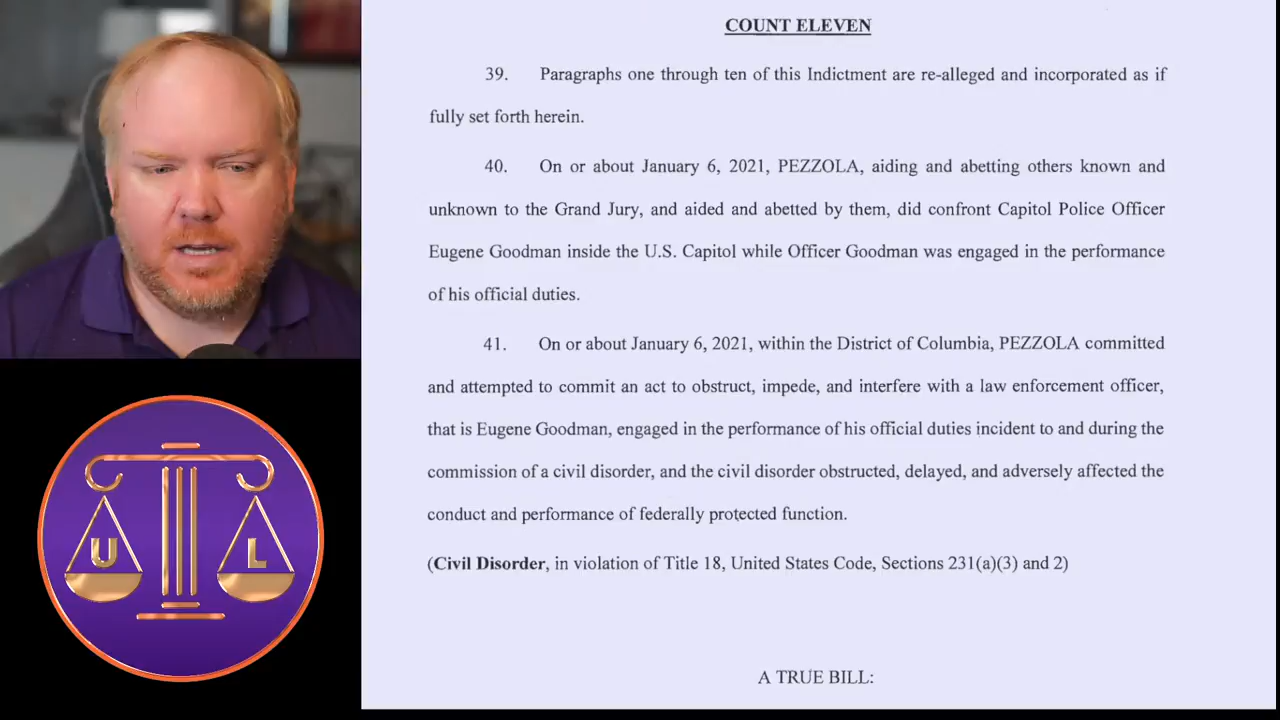 COUNT ELEVEN
39. Paragraphs one through ten of this Indictment are re-alleged and incorporated as if
fully set forth herein.
40. On or about January 6, 2021, PEZZOLA, aiding and abetting others known and
unknown to the Grand Jury, and aided and abetted by them, did confront Capitol Police Officer
Eugene Goodman inside the U.S. Capitol while Officer Goodman was engaged in the performance
of his official duties.
41. On or about January 6, 2021, within the District of Columbia, PEZZOLA committed
and attempted to commit an act to obstruct, impede, and interfere with a law enforcement officer,
that is Eugene Goodman, engaged in the performance of his official duties incident to and during the
commission of a civil disorder, and the civil disorder obstructed, delayed, and adversely affected the
conduct and performance of federally protected function.
(Civil Disorder, in violation of Title 18, United States Code, Sections 231(a)(3) and 2)
A TRUE BILL:
U L